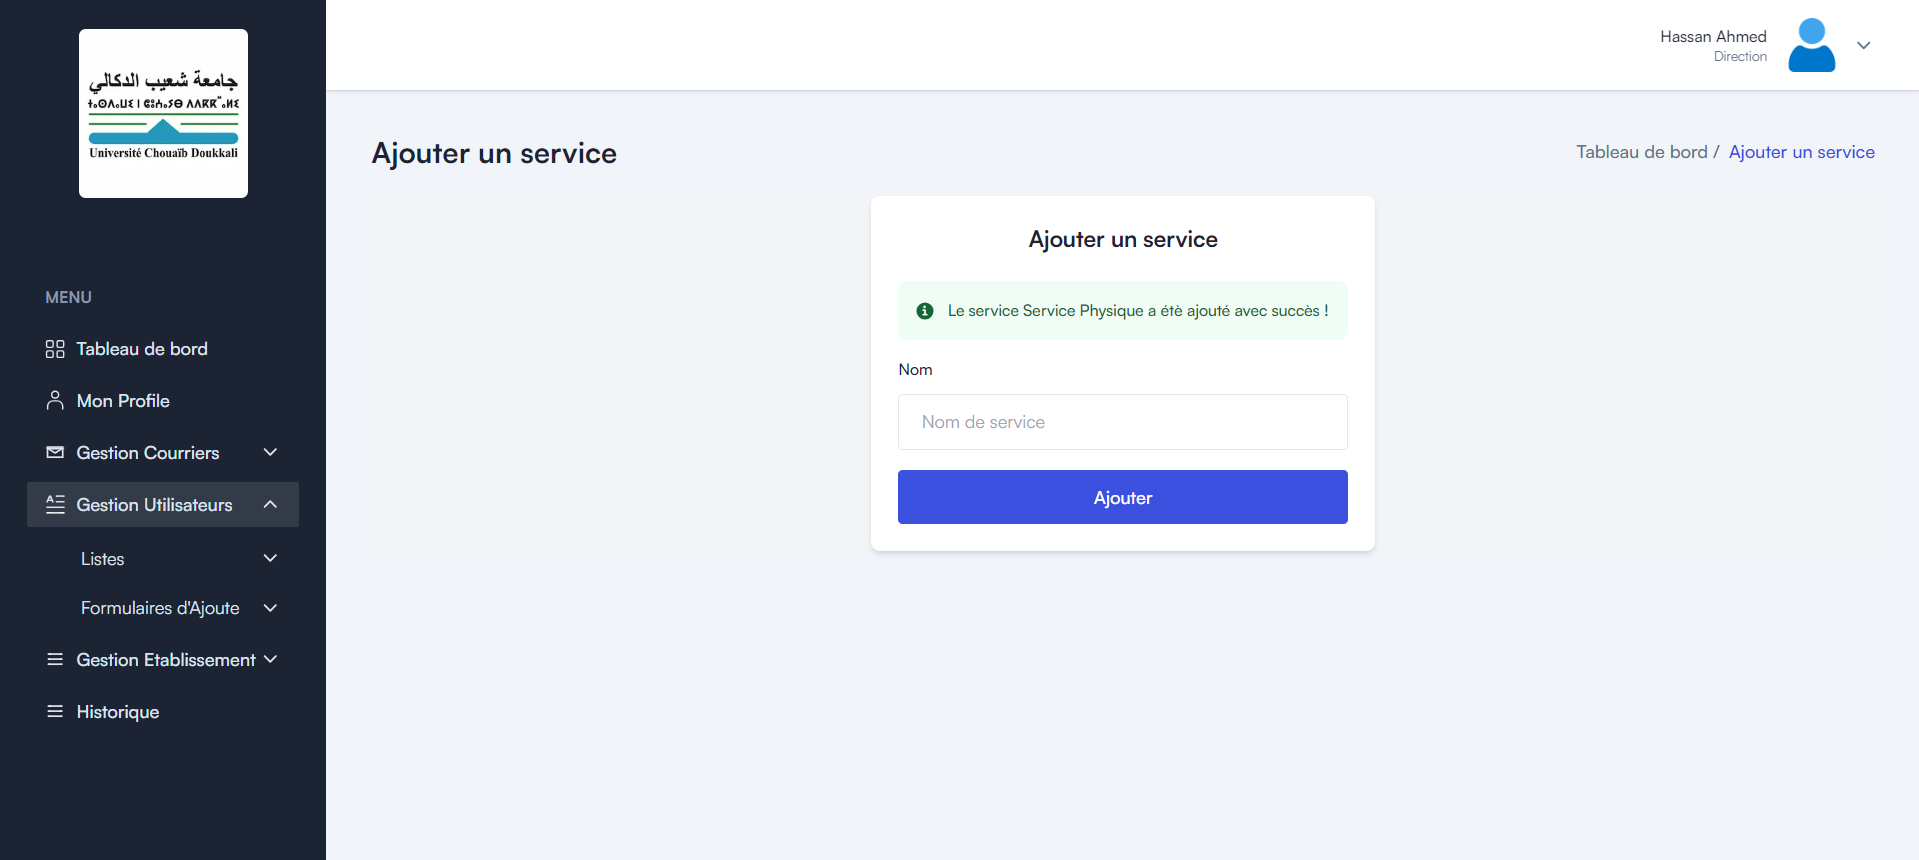 جامعة شعيب الدكالي
ⵜⴰⵙⴷⴰⵡⵉⵜ ⵏ ⵛⵓⵄⴰⵢⴱ ⴷⴷⵓⴽⴽⴰⵍⵉ
Université Chouaïb Doukkali
Hassan Ahmed
Direction
Ajouter un service
Tableau de bord / Ajouter un service
MENU
Tableau de bord
Mon Profile
Gestion Courriers
Gestion Utilisateurs
Listes
Formulaires d'Ajoute
Gestion Etablissement
Historique
Ajouter un service
Le service Service Physique a étè ajouté avec succès !
Nom
Nom de service
Ajouter